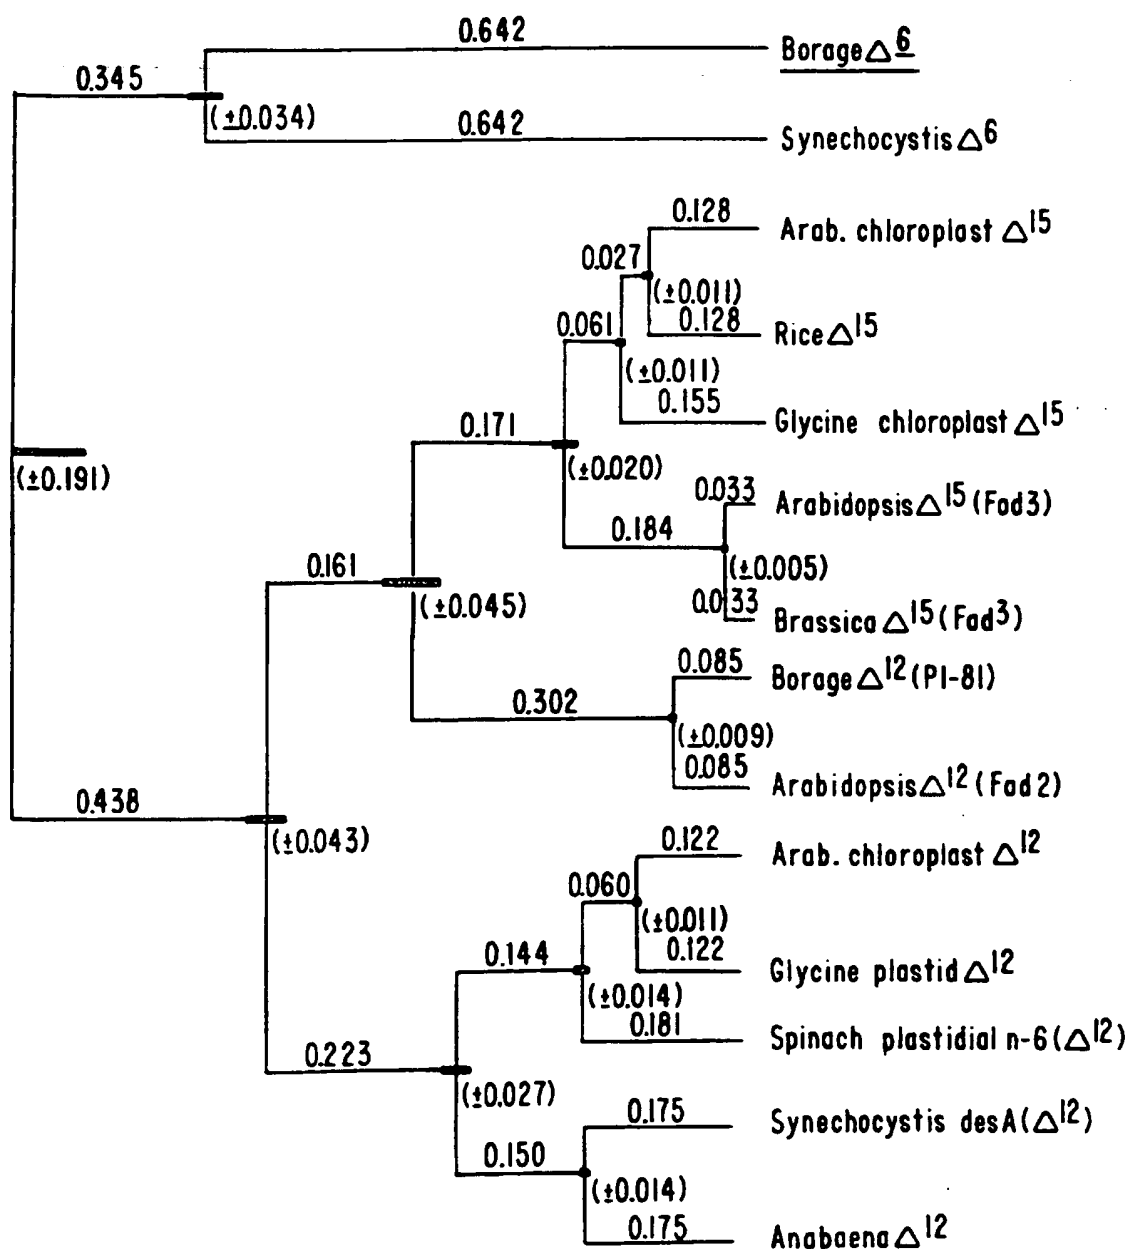 0.642
Borage Δ6
0.345
(±0.034)
0.642
Synechocystis Δ6
0.128
Arab. chloroplast Δ15
0.027
(±0.011)
0.128
Rice Δ15
0.061
(±0.011)
0.155
Glycine chloroplast Δ15
0.171
(±0.020)
(±0.191)
0.033
Arabidopsis Δ15 (Fad3)
0.184
(±0.005)
0.161
(±0.045)
0.033
Brassica Δ15 (Fad3)
0.085
Borage Δ12 (P1-81)
0.302
(±0.009)
0.085
Arabidopsis Δ12 (Fad2)
0.438
(±0.043)
0.122
Arab. chloroplast Δ12
0.060
(±0.011)
0.122
Glycine plastid Δ12
0.144
(±0.014)
0.181
Spinach plastidial n-6 (Δ12)
0.223
(±0.027)
0.175
Synechocystis desA (Δ12)
0.150
(±0.014)
0.175
Anabaena Δ12